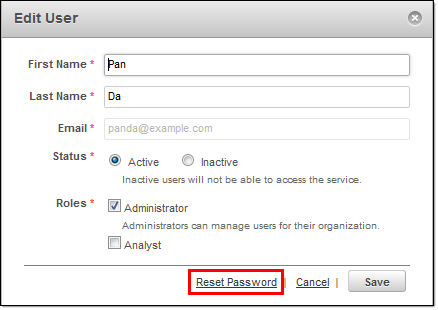 Edit User
First Name * Pan
Last Name * Da
Email * panda@example.com
Status * Active Inactive
Inactive users will not be able to access the service.
Roles * Administrator
Administrators can manage users for their organization.
Analyst
Reset Password | Cancel | Save